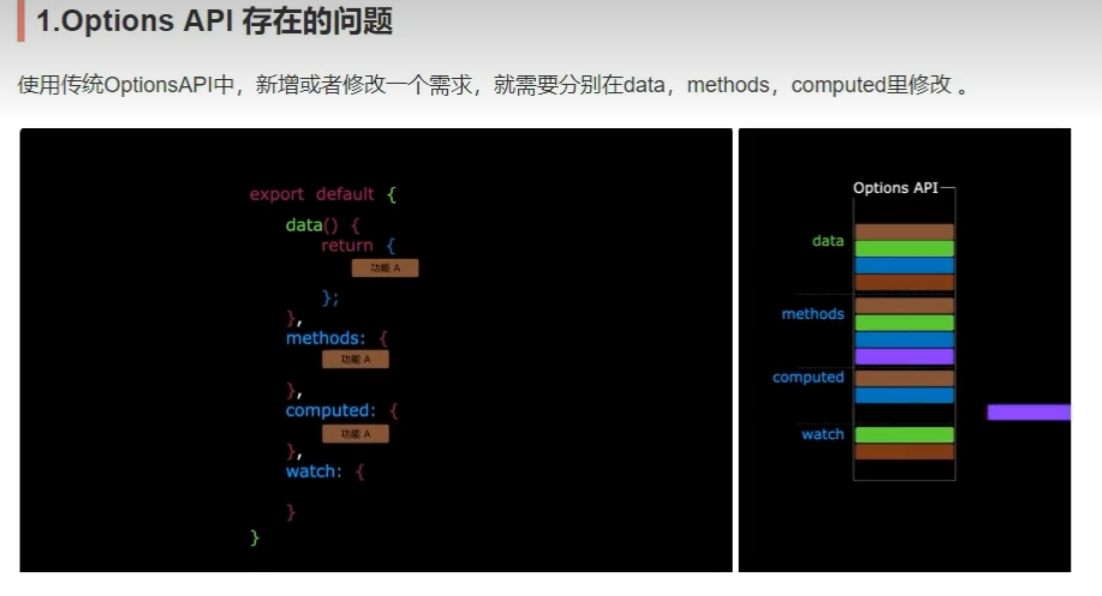 1.Options API 存在的问题
使用传统OptionsAPI中，新增或者修改一个需求，就需要分别在data，methods，computed里修改 。
export default {
data() {
return {
功能 A
};
},
methods: {
功能 A
},
computed: {
功能 A
},
watch: {
}
}
Options API
data
methods
computed
watch